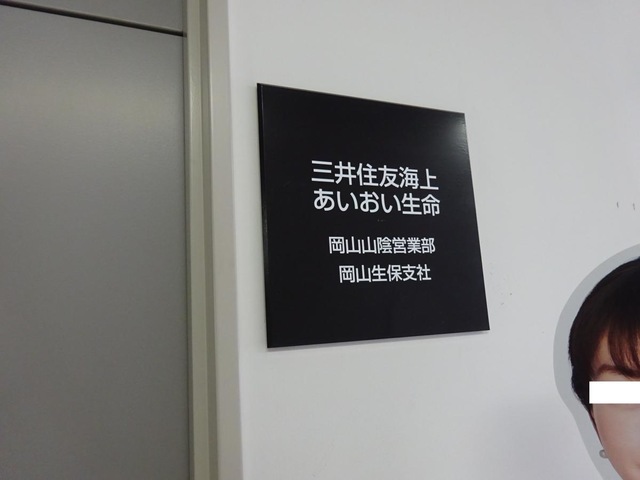 三井住友海上
あいおい生命
岡山山陰営業部
岡山生保支社